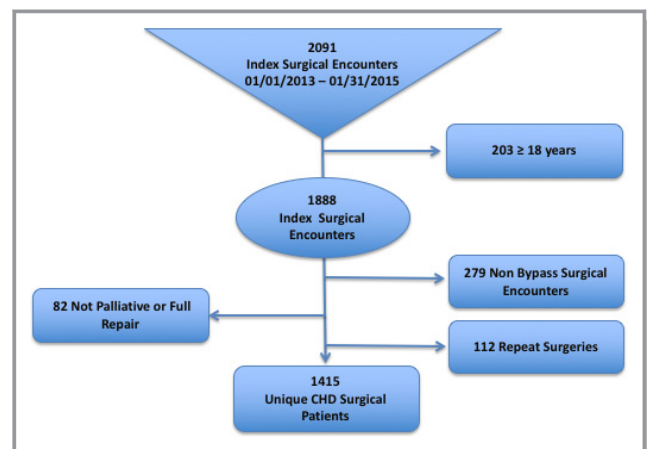 2091
Index Surgical Encounters
01/01/2013 – 01/31/2015
203 ≥ 18 years
1888
Index Surgical
Encounters
279 Non Bypass Surgical
Encounters
82 Not Palliative or Full
Repair
112 Repeat Surgeries
1415
Unique CHD Surgical
Patients